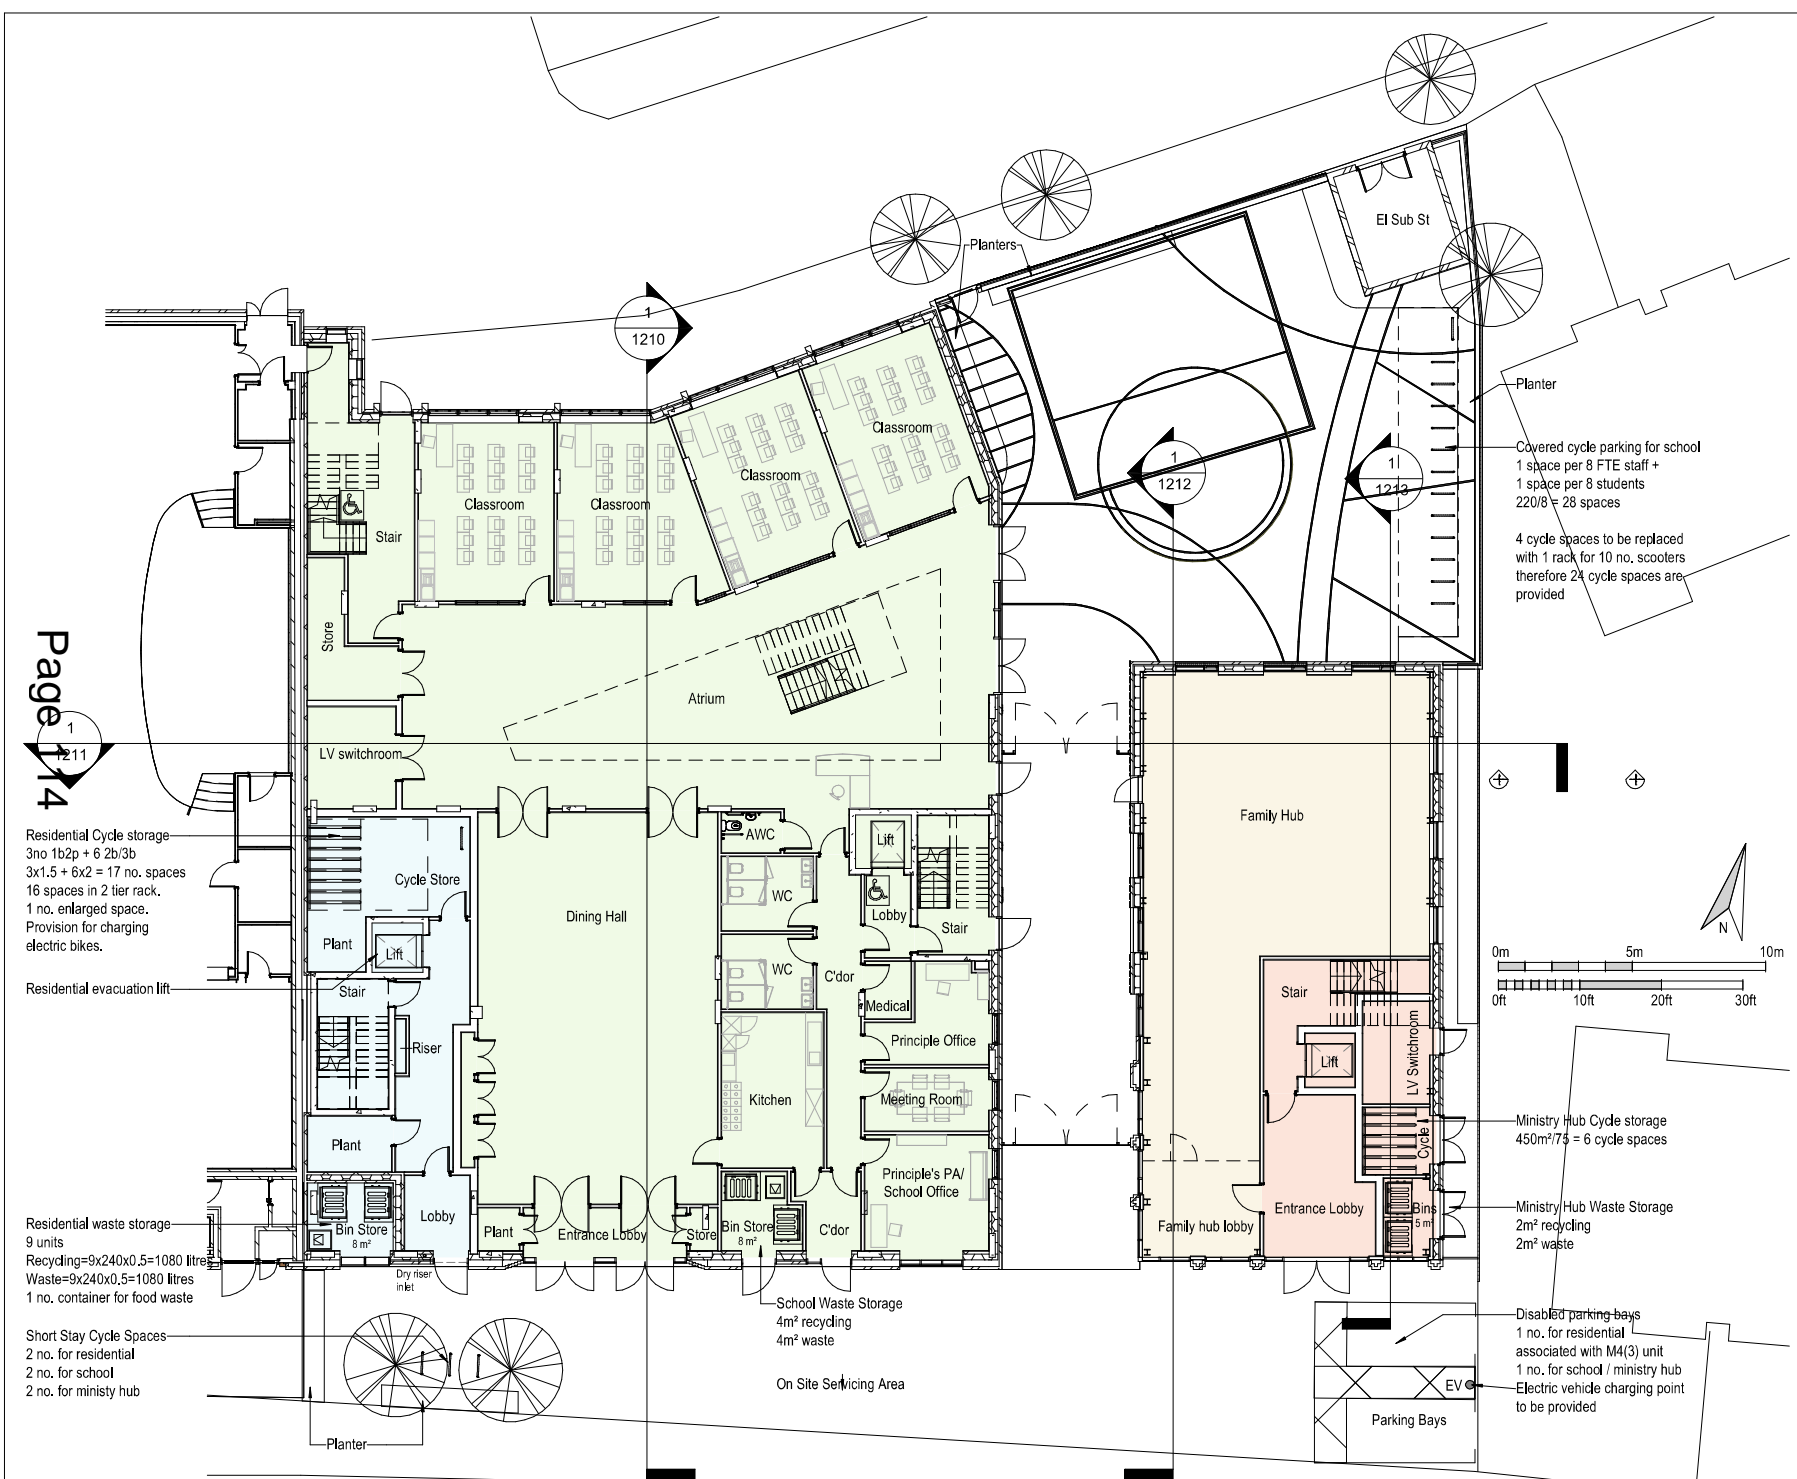 El Sub St
Planters
1
1210
Planter
Classroom
Classroom
Classroom
Classroom
Covered cycle parking for school
1 space per 8 FTE staff +
1 space per 8 students
220/8 = 28 spaces
4 cycle spaces to be replaced
with 1 rack for 10 no. scooters
therefore 24 cycle spaces are
provided
1
1212
1
1213
Stair
Store
Atrium
Page 114
1
1211
LV switchroom
Family Hub
Residential Cycle storage
3no 1b2p + 6 2b/3b
3x1.5 + 6x2 = 17 no. spaces
16 spaces in 2 tier rack.
1 no. enlarged space.
Provision for charging
electric bikes.
Cycle Store
Plant
Lift
Residential evacuation lift
Stair
Riser
Plant
Dining Hall
AWC
WC
WC
C'dor
Lift
Lobby
Stair
Medical
Principle Office
Kitchen
Meeting Room
Principle's PA/
School Office
N
0m
5m
10m
0ft
10ft
20ft
30ft
Stair
LV Switchroom
Lift
Cycle
Ministry Hub Cycle storage
450m²/75 = 6 cycle spaces
Residential waste storage
9 units
Recycling=9x240x0.5=1080 litres
Waste=9x240x0.5=1080 litres
1 no. container for food waste
Bin Store
8 m²
Lobby
Plant
Entrance Lobby
Store
Bin Store
8 m²
C'dor
Family hub lobby
Entrance Lobby
Bins
5 m²
Ministry Hub Waste Storage
2m² recycling
2m² waste
Dry riser
inlet
Short Stay Cycle Spaces
2 no. for residential
2 no. for school
2 no. for ministy hub
School Waste Storage
4m² recycling
4m² waste
On Site Servicing Area
Disabled parking bays
1 no. for residential
associated with M4(3) unit
1 no. for school / ministry hub
Electric vehicle charging point
to be provided
EV
Parking Bays
Planter